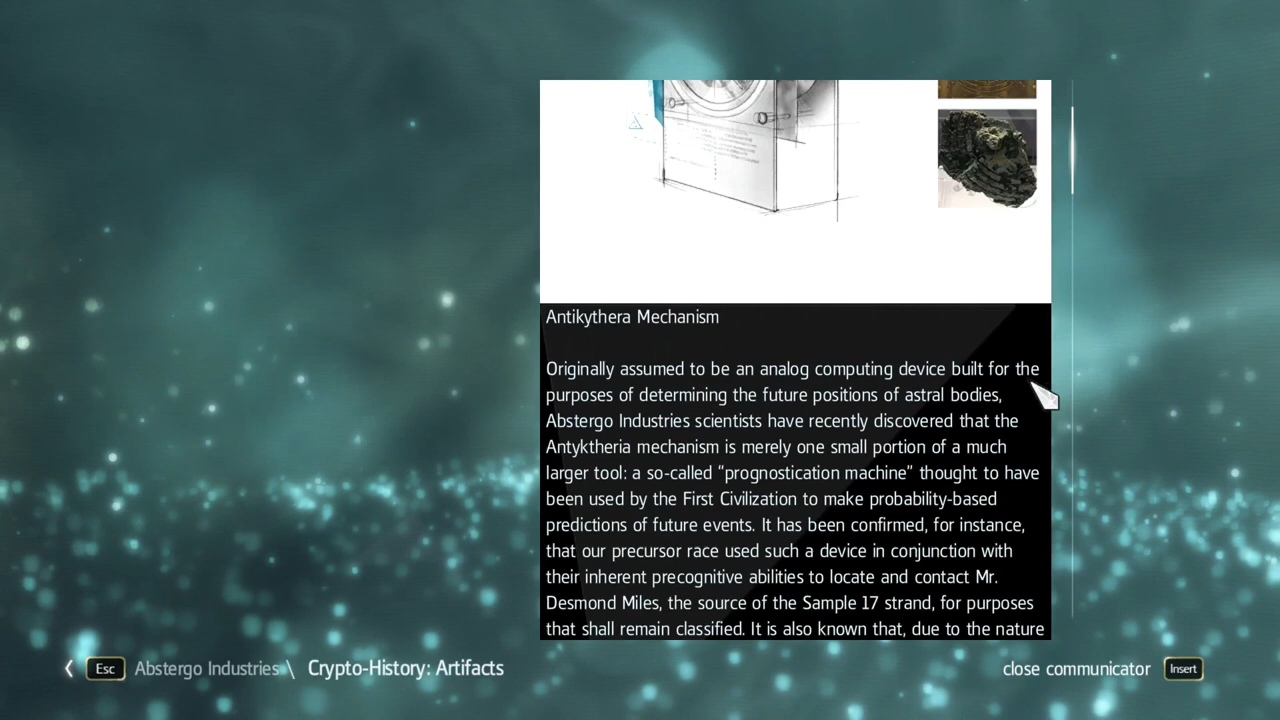 Antikythera Mechanism
Originally assumed to be an analog computing device built for the
purposes of determining the future positions of astral bodies,
Abstergo Industries scientists have recently discovered that the
Antyktheria mechanism is merely one small portion of a much
larger tool: a so-called “prognostication machine” thought to have
been used by the First Civilization to make probability-based
predictions of future events. It has been confirmed, for instance,
that our precursor race used such a device in conjunction with
their inherent precognitive abilities to locate and contact Mr.
Desmond Miles, the source of the Sample 17 strand, for purposes
that shall remain classified. It is also known that, due to the nature
Esc Abstergo Industries \ Crypto-History: Artifacts
close communicator Insert